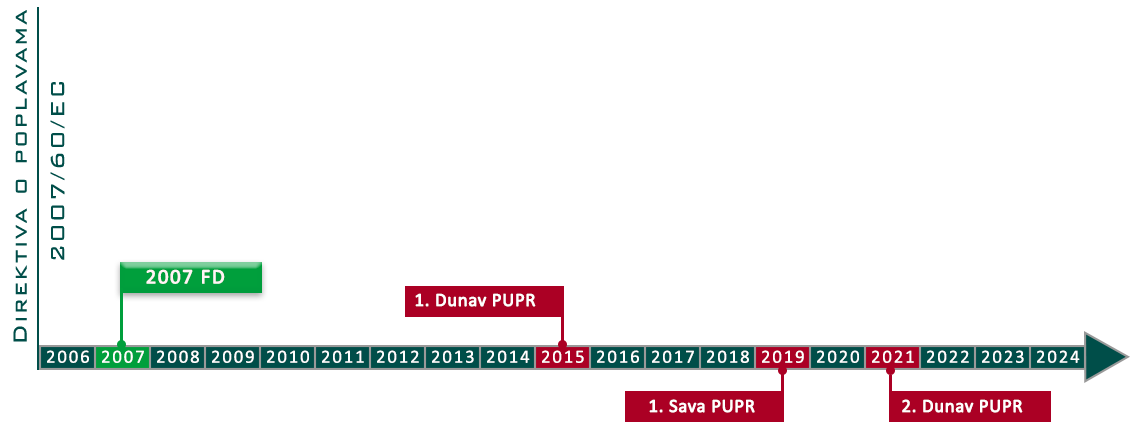 DIREKTIVA O POPLAVAMA
2007/60/EC
2007 FD
1. Dunav PUPR
2006 2007 2008 2009 2010 2011 2012 2013 2014 2015 2016 2017 2018 2019 2020 2021 2022 2023 2024
1. Sava PUPR
2. Dunav PUPR